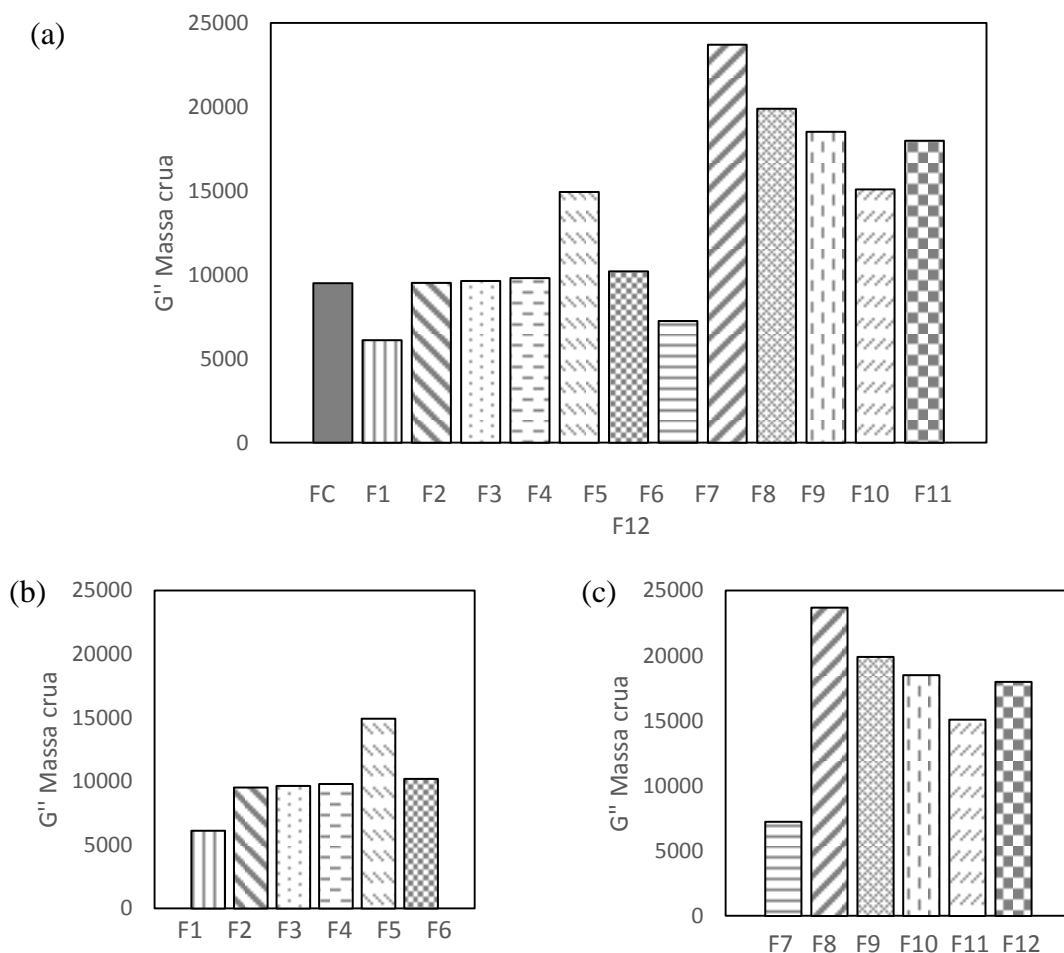 (a)
G'' Massa crua
25000
20000
15000
10000
5000
0
FC F1 F2 F3 F4 F5 F6 F7 F8 F9 F10 F11
F12
(b)
G'' Massa crua
25000
20000
15000
10000
5000
0
F1 F2 F3 F4 F5 F6
(c)
G'' Massa crua
25000
20000
15000
10000
5000
0
F7 F8 F9 F10 F11 F12